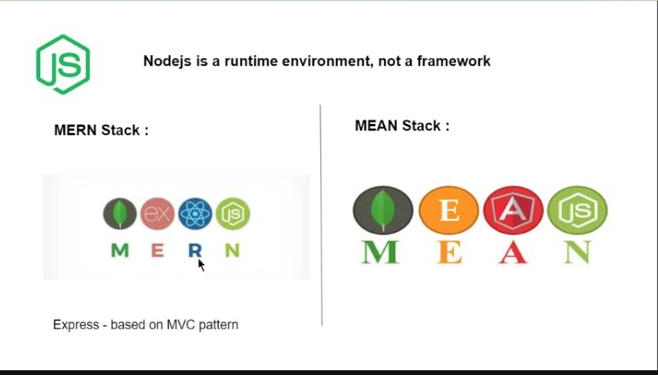 JS
Nodejs is a runtime environment, not a framework
MERN Stack :
ex JS
M E R N
Express - based on MVC pattern
MEAN Stack :
E A JS
M E A N